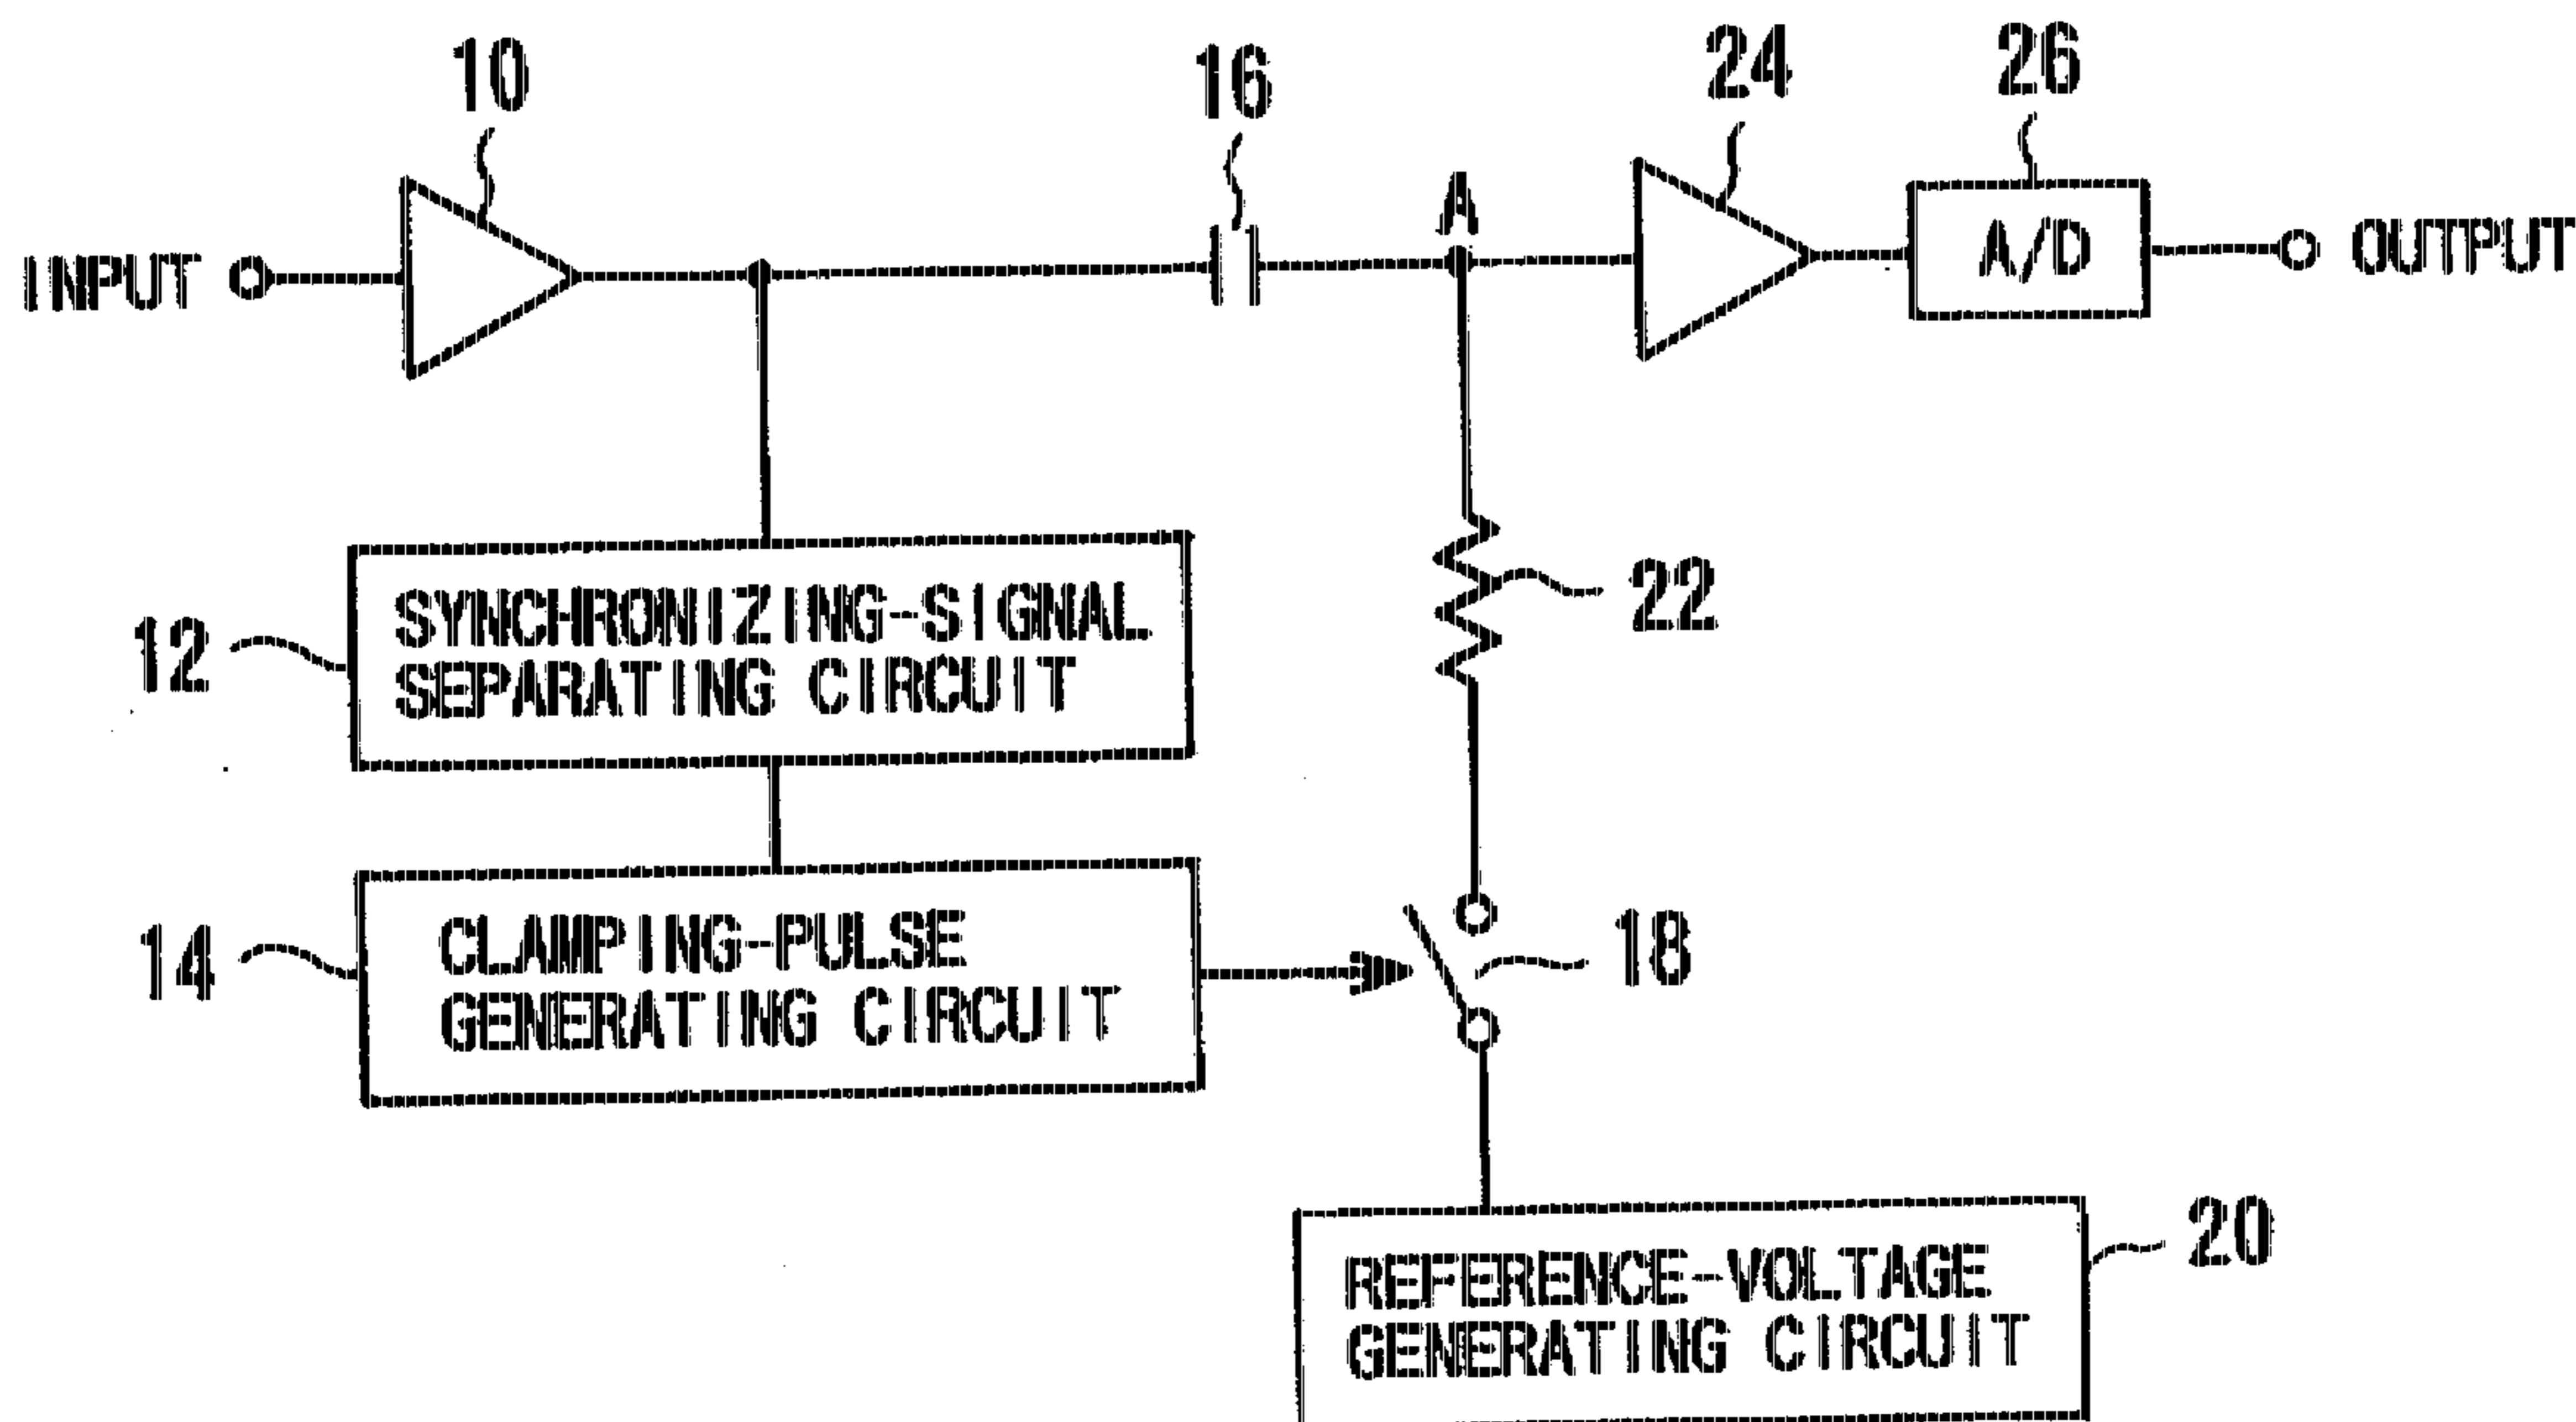 10
16
24
26
A
INPUT
A/D
OUTPUT
12
SYNCHRONIZING-SIGNAL
SEPARATING CIRCUIT
22
14
CLAMPING-PULSE
GENERATING CIRCUIT
18
REFERENCE-VOLTAGE
GENERATING CIRCUIT
20